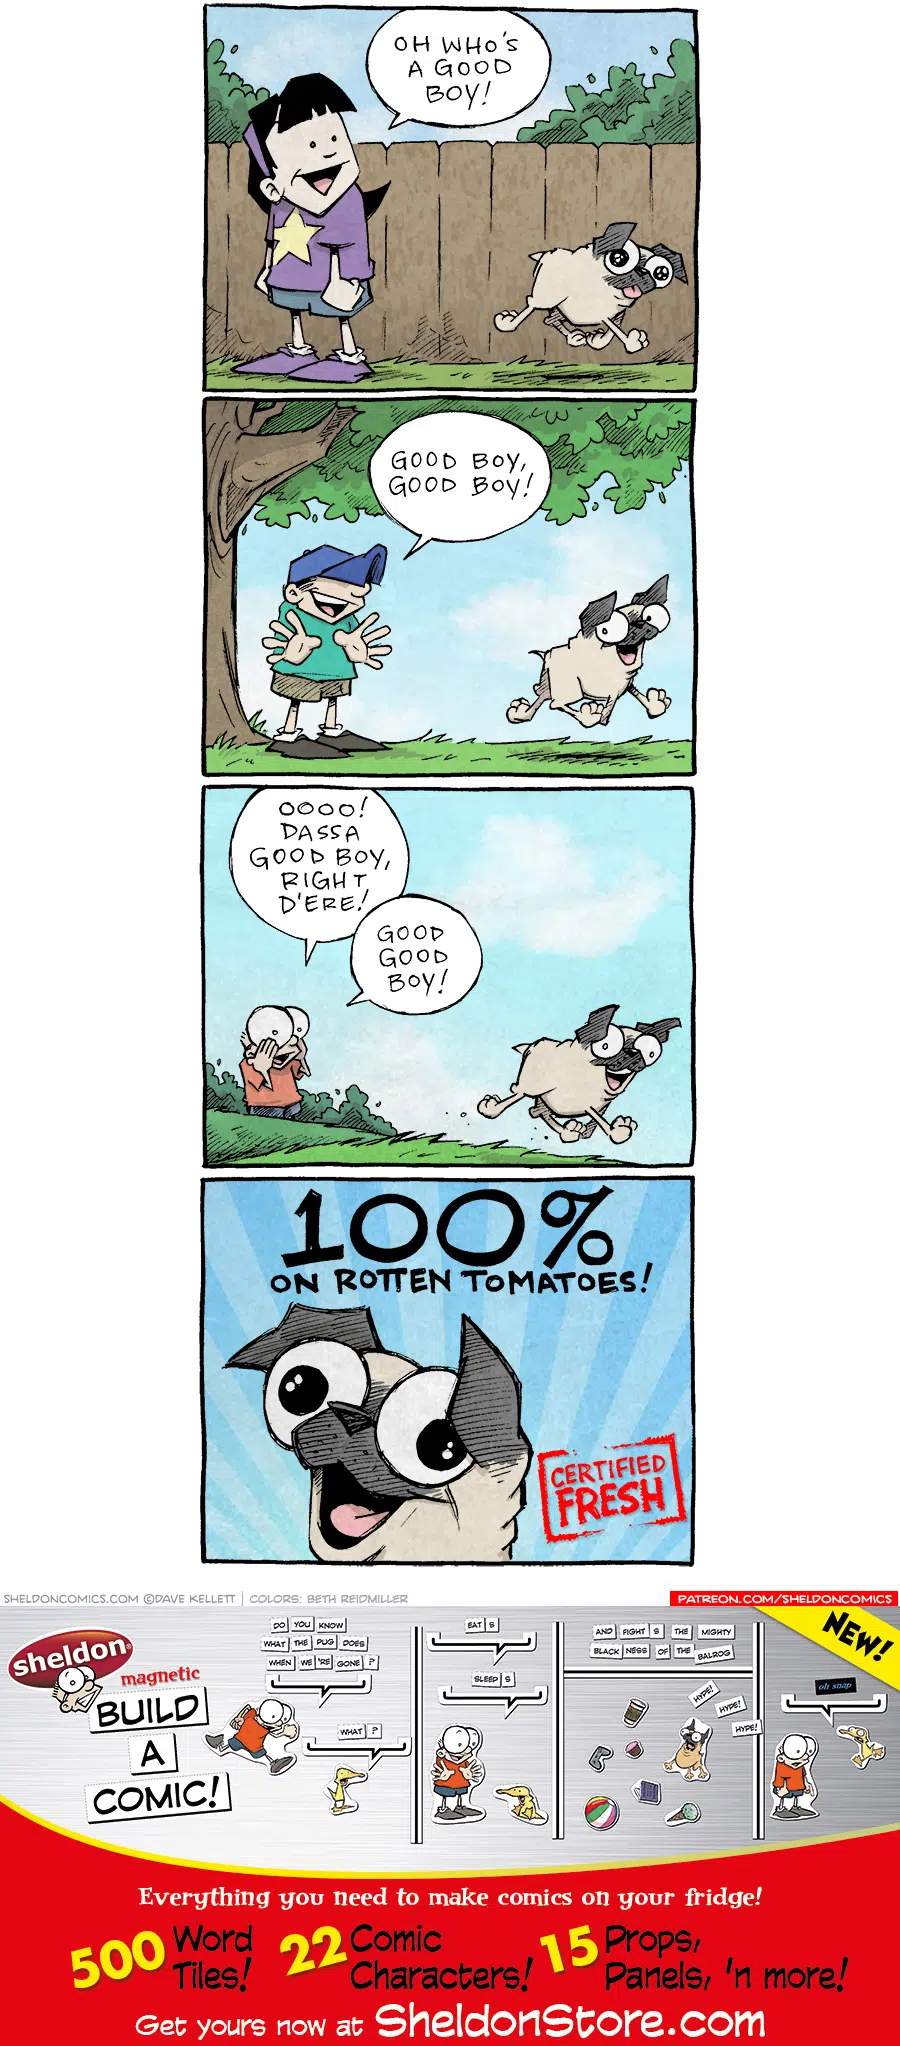 OH WHO'S
A GOOD
BOY!
GOOD BOY,
GOOD BOY!
OOOO!
DASSA
GOOD BOY,
RIGHT
D'ERE!
GOOD
GOOD
BOY!
100%
ON ROTTEN TOMATOES!
CERTIFIED
FRESH
SHELDONCOMICS.COM ©DAVE KELLETT | COLORS: BETH REIDMILLER
PATREON.COM/SHELDONCOMICS
sheldon®
magnetic
BUILD
A
COMIC!
DO YOU KNOW
WHAT THE PUG DOES
WHEN WE 'RE GONE ?
WHAT ?
EAT S
SLEEP S
AND FIGHT S THE MIGHTY
BLACK NESS OF THE BALROG
HYPE!
HYPE!
HYPE!
oh snap
NEW!
Everything you need to make comics on your fridge!
500 Word
Tiles!
22 Comic
Characters!
15 Props,
Panels, 'n more!
Get yours now at SheldonStore.com